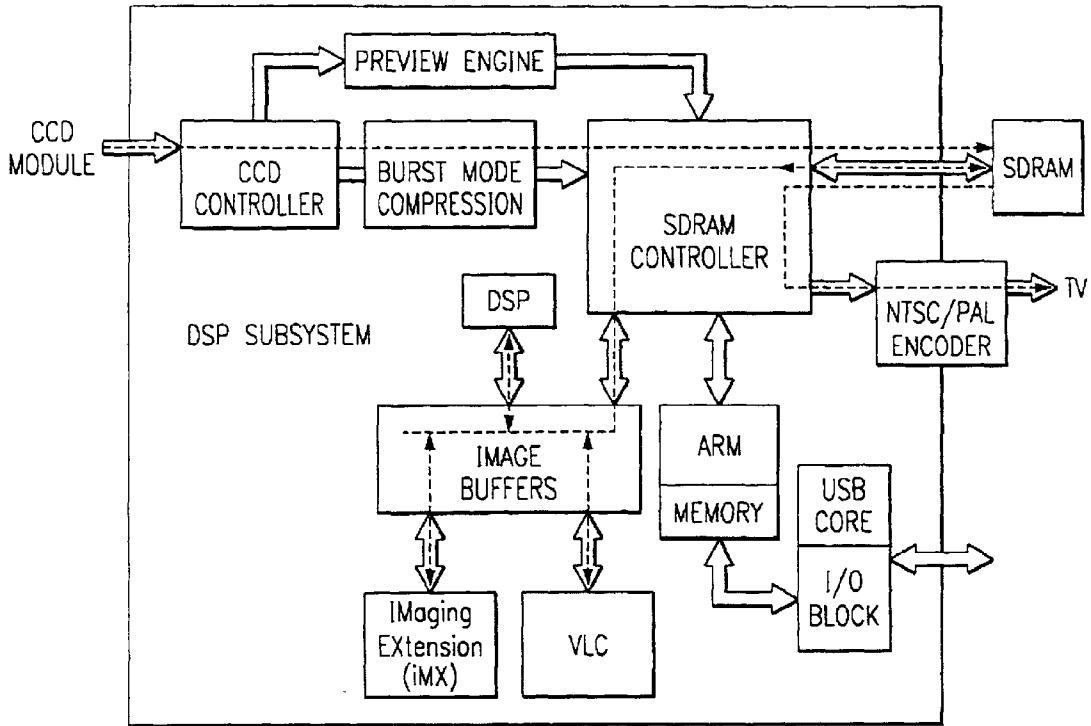 PREVIEW ENGINE
CCD
MODULE
CCD
CONTROLLER
BURST MODE
COMPRESSION
SDRAM
CONTROLLER
SDRAM
DSP
NTSC/PAL
ENCODER
TV
DSP SUBSYSTEM
IMAGE
BUFFERS
ARM
MEMORY
USB
CORE
I/O
BLOCK
IMaging
EXtension
(iMX)
VLC